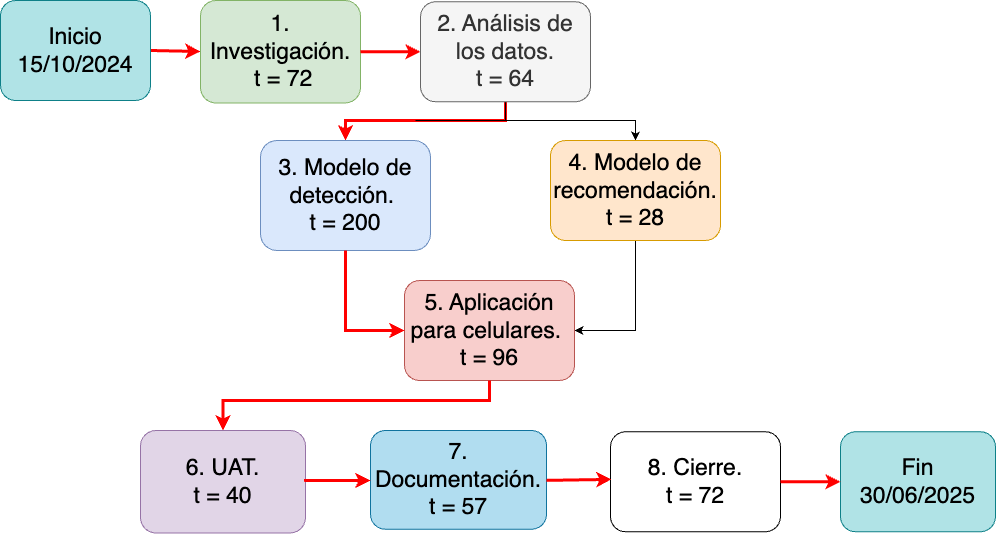 Inicio
15/10/2024
1.
Investigación.
t = 72
2. Análisis de
los datos.
t = 64
3. Modelo de
detección.
t = 200
4. Modelo de
recomendación.
t = 28
5. Aplicación
para celulares.
t = 96
6. UAT.
t = 40
7.
Documentación.
t = 57
8. Cierre.
t = 72
Fin
30/06/2025